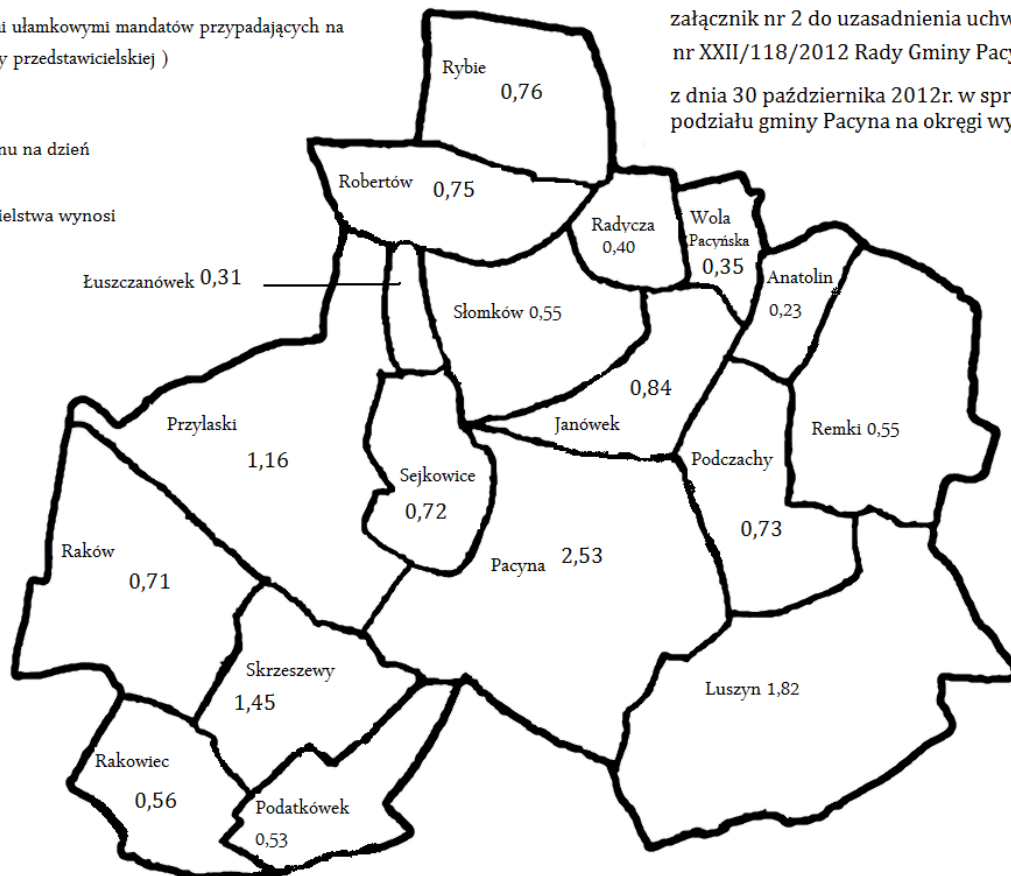 i ułamkowymi mandatów przypadających na
y przedstawicielskiej )
nu na dzień
ielstwa wynosi
załącznik nr 2 do uzasadnienia uchw
nr XXII/118/2012 Rady Gminy Pacy
z dnia 30 października 2012r. w spr
podziału gminy Pacyna na okręgi wy
Rybie
0,76
Robertów 0,75
Radycza
0,40
Wola
Pacyńska
0,35
Łuszczanówek 0,31
Anatolin
0,23
Słomków 0,55
0,84
Janówek
Przylaski
1,16
Remki 0,55
Sejkowice
0,72
Podczachy
0,73
Raków
0,71
Pacyna 2,53
Skrzeszewy
1,45
Luszyn 1,82
Rakowiec
0,56
Podatkówek
0,53